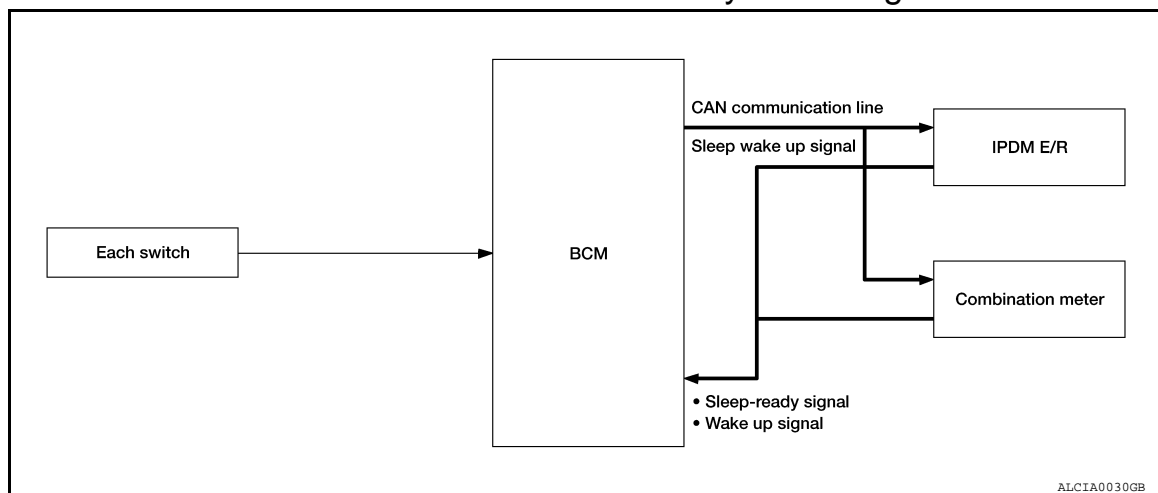 CAN communication line
Sleep wake up signal
IPDM E/R
Each switch
BCM
Combination meter
• Sleep-ready signal
• Wake up signal
ALCIA0030GB